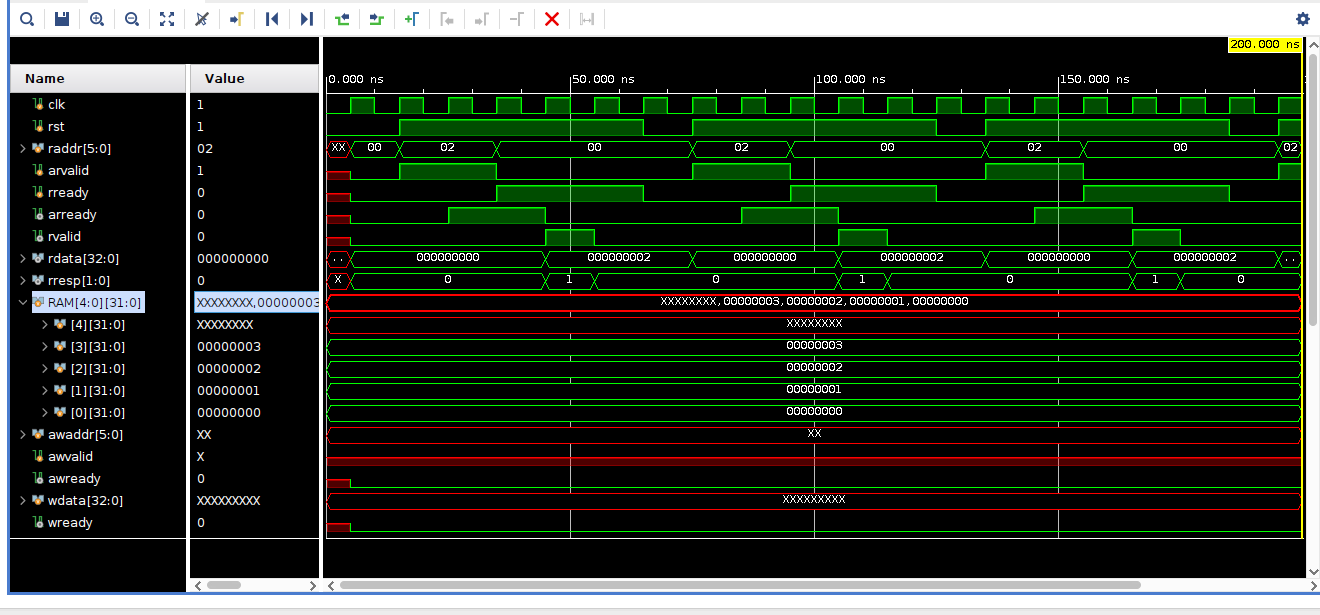 200.000 ns
Name Value 0.000 ns 50.000 ns 100.000 ns 150.000 ns
clk 1
rst 1
raddr[5:0] 02 XX 00 02 00 02 00 02 00 02
arvalid 1
rready 0
arready 0
rvalid 0
rdata[32:0] 000000000 .. 000000000 000000002 000000000 000000002 000000000 000000002 ..
rresp[1:0] 0 X 0 1 0 1 0 1 0
RAM[4:0][31:0] XXXXXXXX,00000003 XXXXXXXX,00000003,00000002,00000001,00000000
[4][31:0] XXXXXXXX XXXXXXXX
[3][31:0] 00000003 00000003
[2][31:0] 00000002 00000002
[1][31:0] 00000001 00000001
[0][31:0] 00000000 00000000
awaddr[5:0] XX XX
awvalid X
awready 0
wdata[32:0] XXXXXXXXX XXXXXXXXX
wready 0